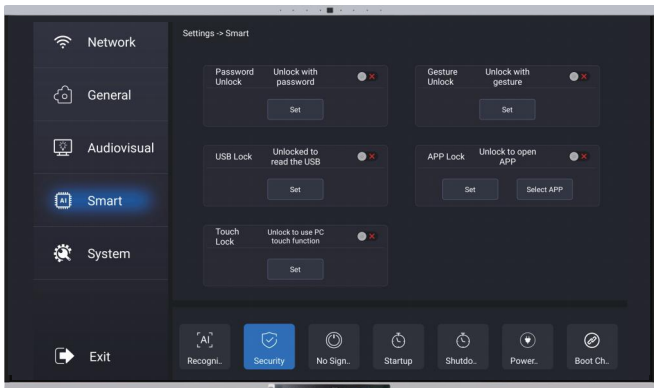 Settings -> Smart
Network
General
Audiovisual
AI Smart
System
Exit
Password Unlock
Unlock with password
Set
Gesture Unlock
Unlock with gesture
Set
USB Lock
Unlocked to read the USB
Set
APP Lock
Unlock to open APP
Set
Select APP
Touch Lock
Unlock to use PC touch function
Set
[AI] Recogni..
Security
No Sign..
Startup
Shutdo..
Power..
Boot Ch..